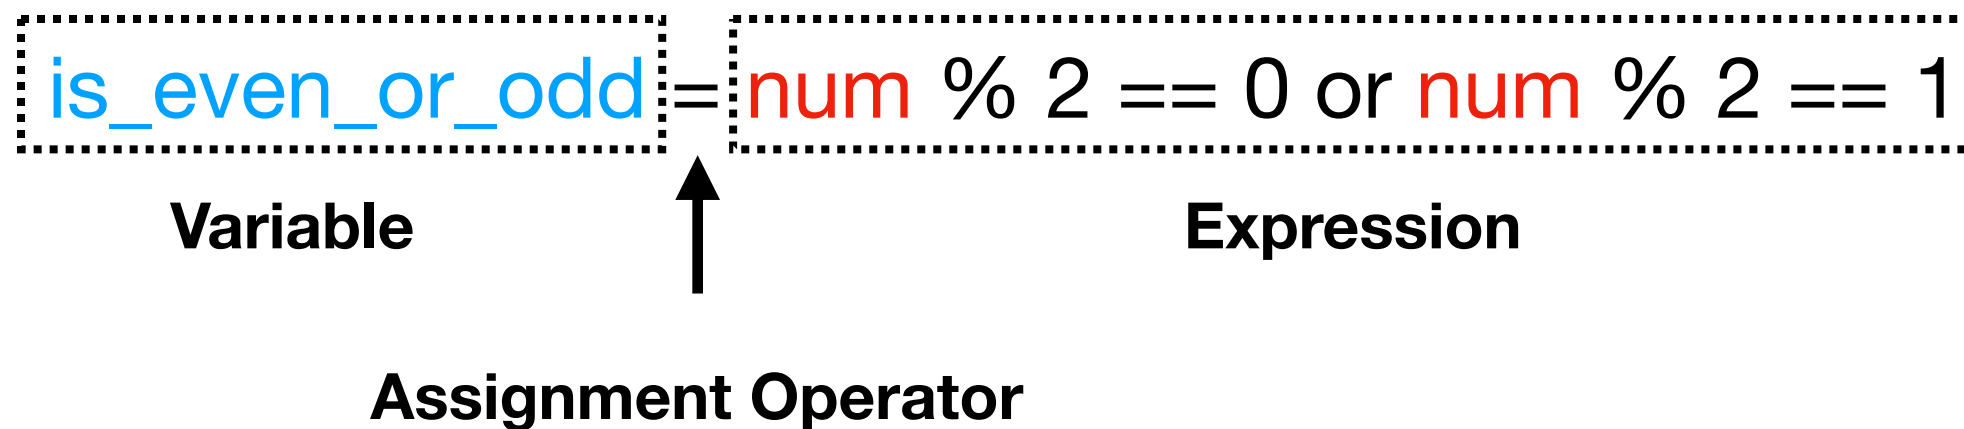 is_even_or_odd = num % 2 == 0 or num % 2 == 1
Variable
Expression
Assignment Operator